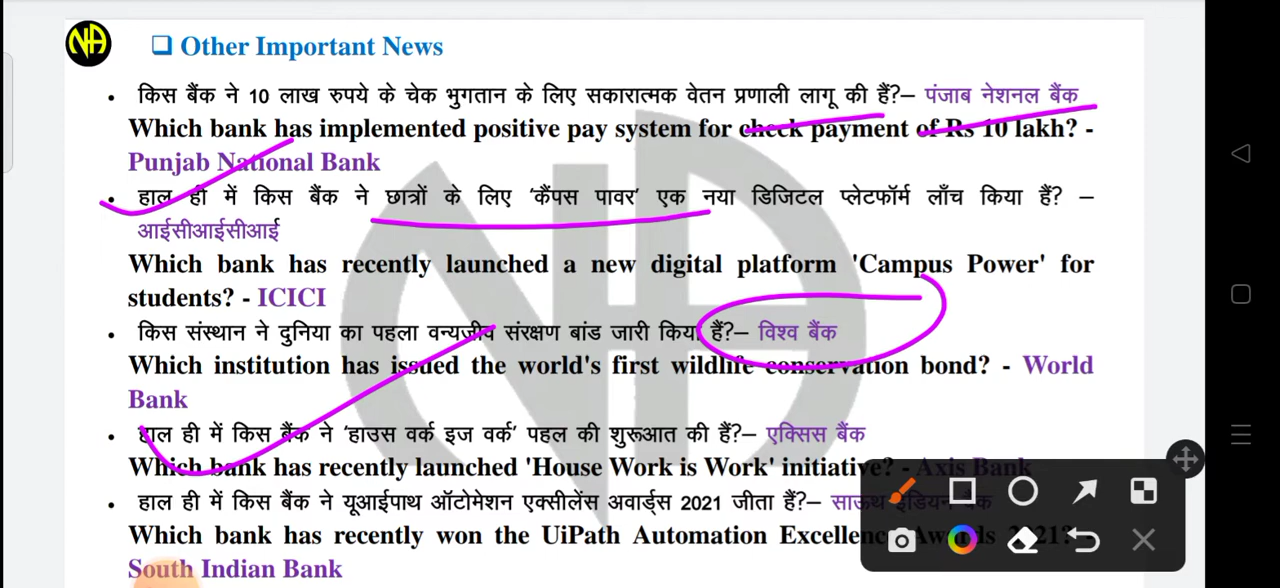 NA
❑ Other Important News
• किस बैंक ने 10 लाख रुपये के चेक भुगतान के लिए सकारात्मक वेतन प्रणाली लागू की हैं?– पंजाब नेशनल बैंक
Which bank has implemented positive pay system for check payment of Rs 10 lakh? -
Punjab National Bank
• हाल ही में किस बैंक ने छात्रों के लिए ‘कैंपस पावर’ एक नया डिजिटल प्लेटफॉर्म लॉंच किया हैं? –
आईसीआईसीआई
Which bank has recently launched a new digital platform 'Campus Power' for
students? - ICICI
• किस संस्थान ने दुनिया का पहला वन्यजीव संरक्षण बांड जारी किया हैं?– विश्व बैंक
Which institution has issued the world's first wildlife conservation bond? - World
Bank
• हाल ही में किस बैंक ने ‘हाउस वर्क इज वर्क’ पहल की शुरूआत की हैं?– एक्सिस बैंक
Which bank has recently launched 'House Work is Work' initiative? - Axis Bank
• हाल ही में किस बैंक ने यूआईपाथ ऑटोमेशन एक्सीलेंस अवार्ड्स 2021 जीता हैं?– साऊथ इंडियन बैंक
Which bank has recently won the UiPath Automation Excellence Awards 2021? -
South Indian Bank